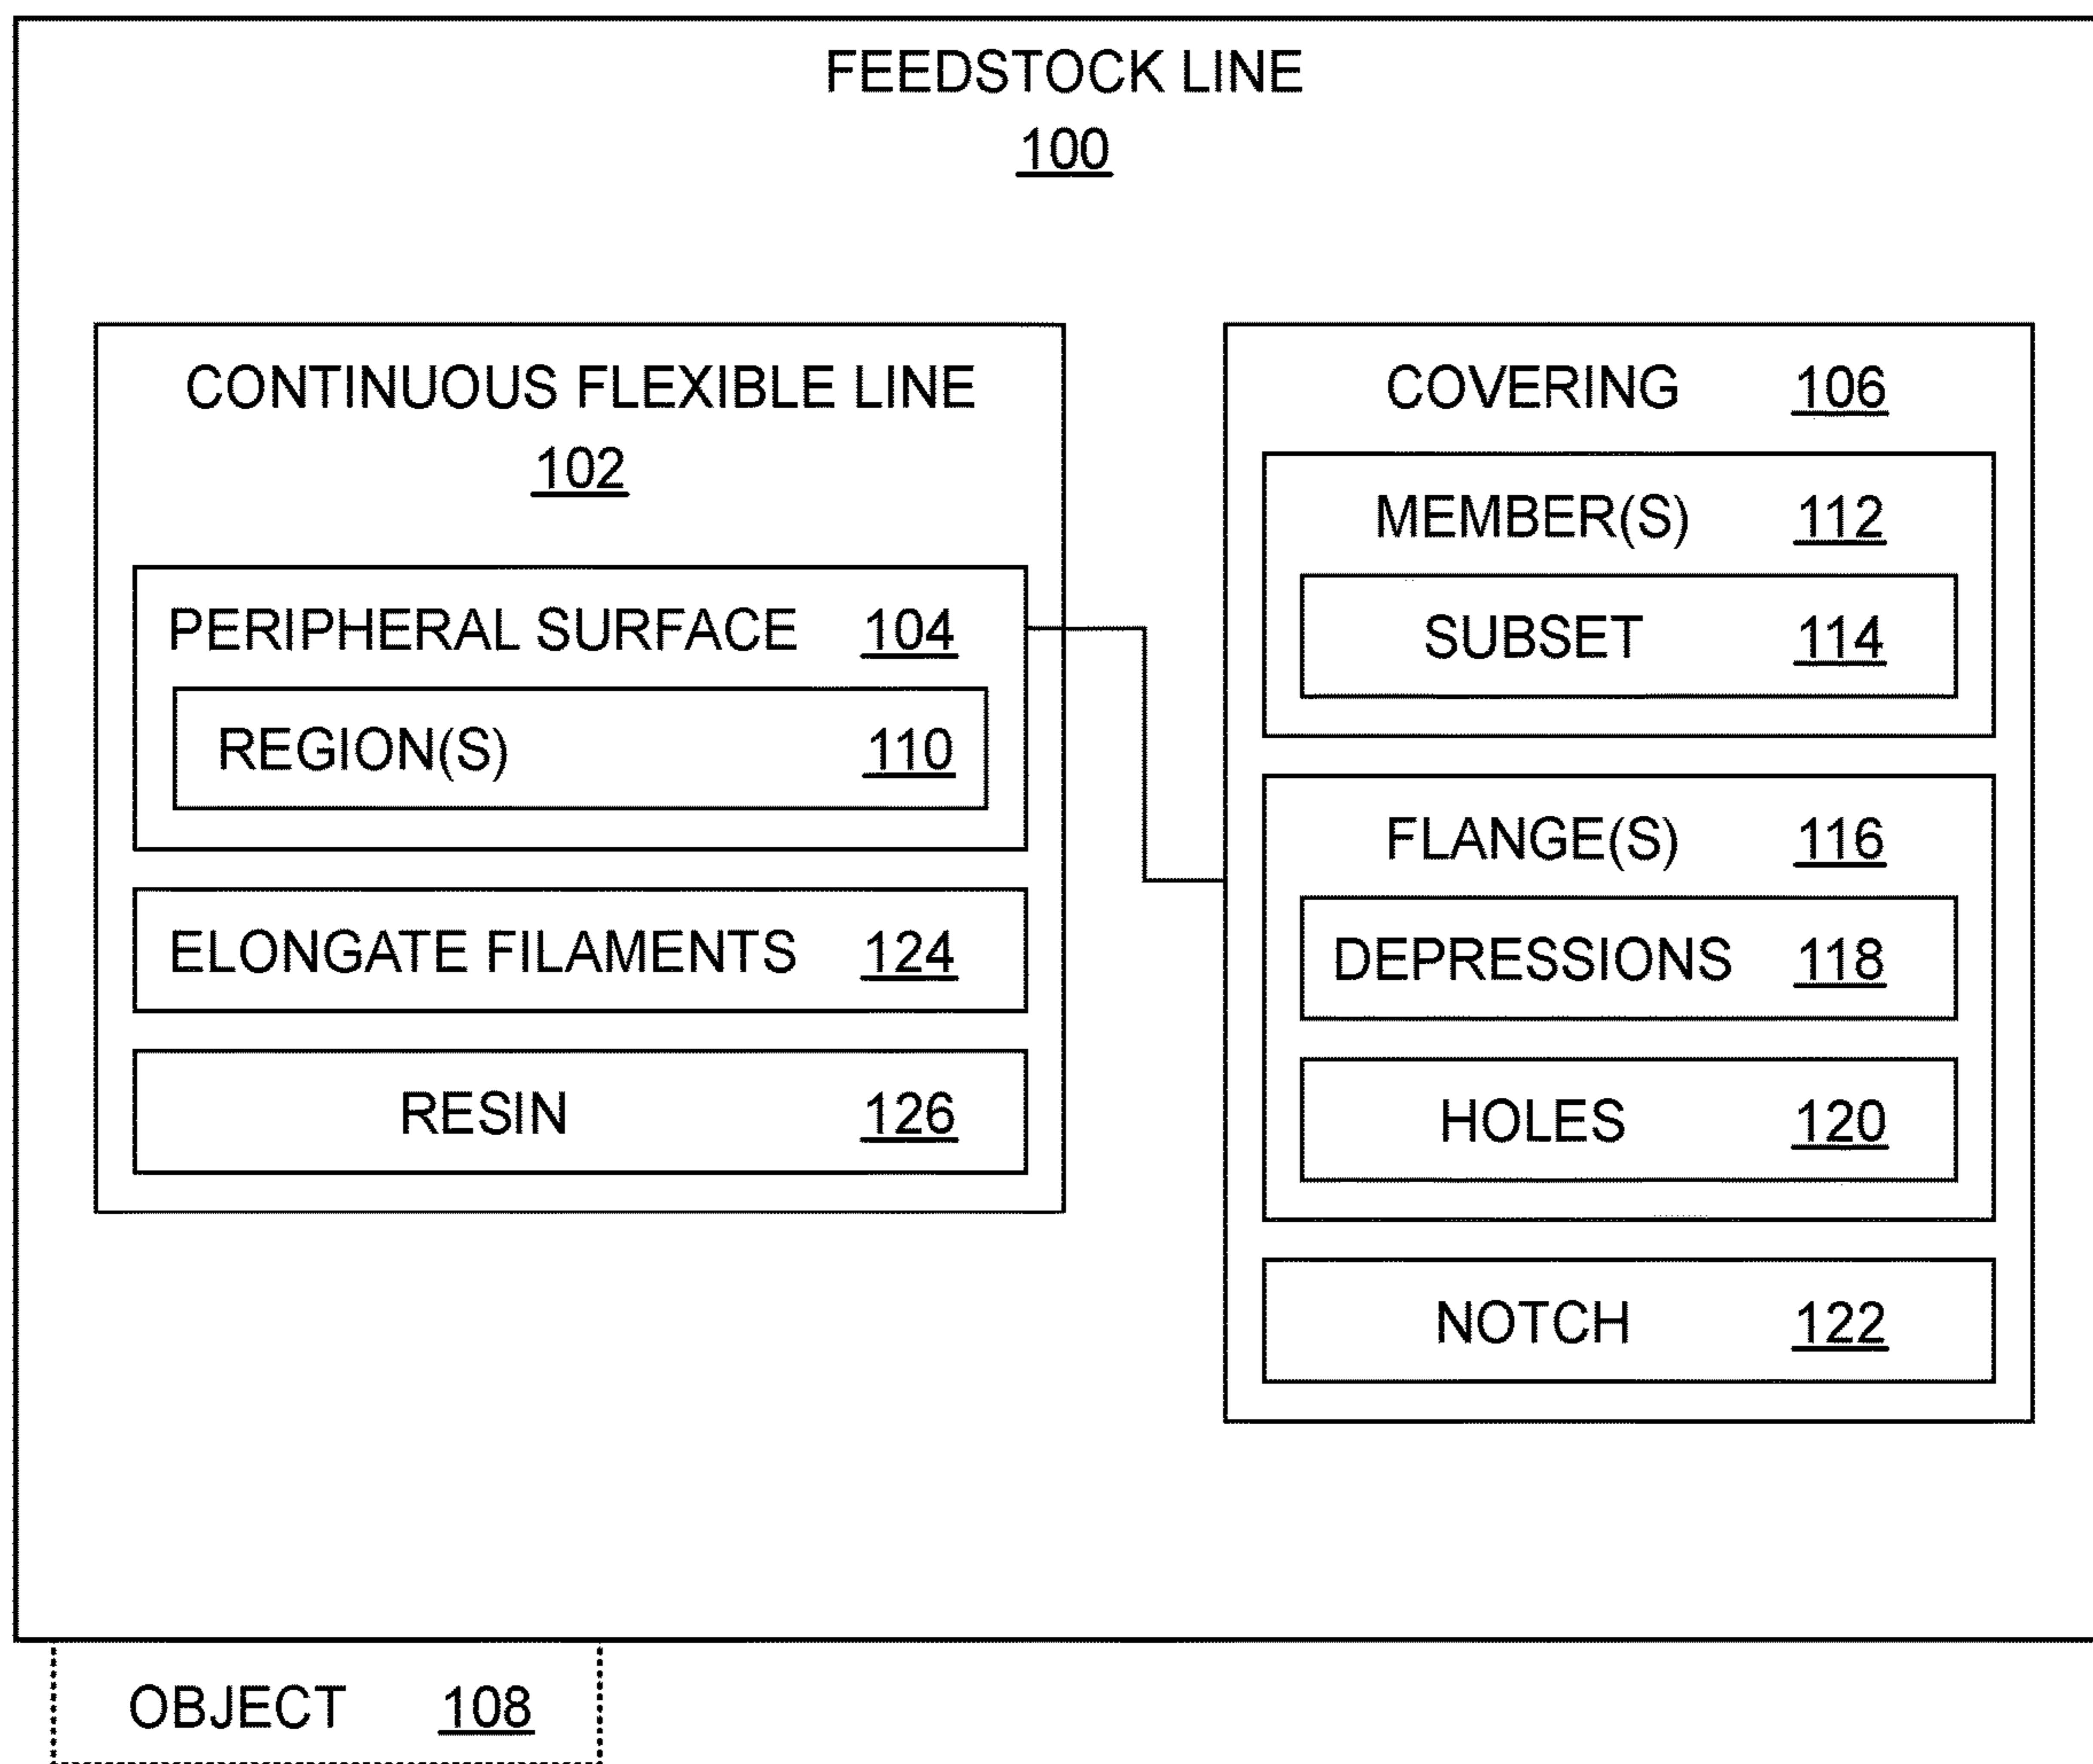 FEEDSTOCK LINE
100
CONTINUOUS FLEXIBLE LINE
102
PERIPHERAL SURFACE 104
REGION(S) 110
ELONGATE FILAMENTS 124
RESIN 126
COVERING 106
MEMBER(S) 112
SUBSET 114
FLANGE(S) 116
DEPRESSIONS 118
HOLES 120
NOTCH 122
OBJECT 108